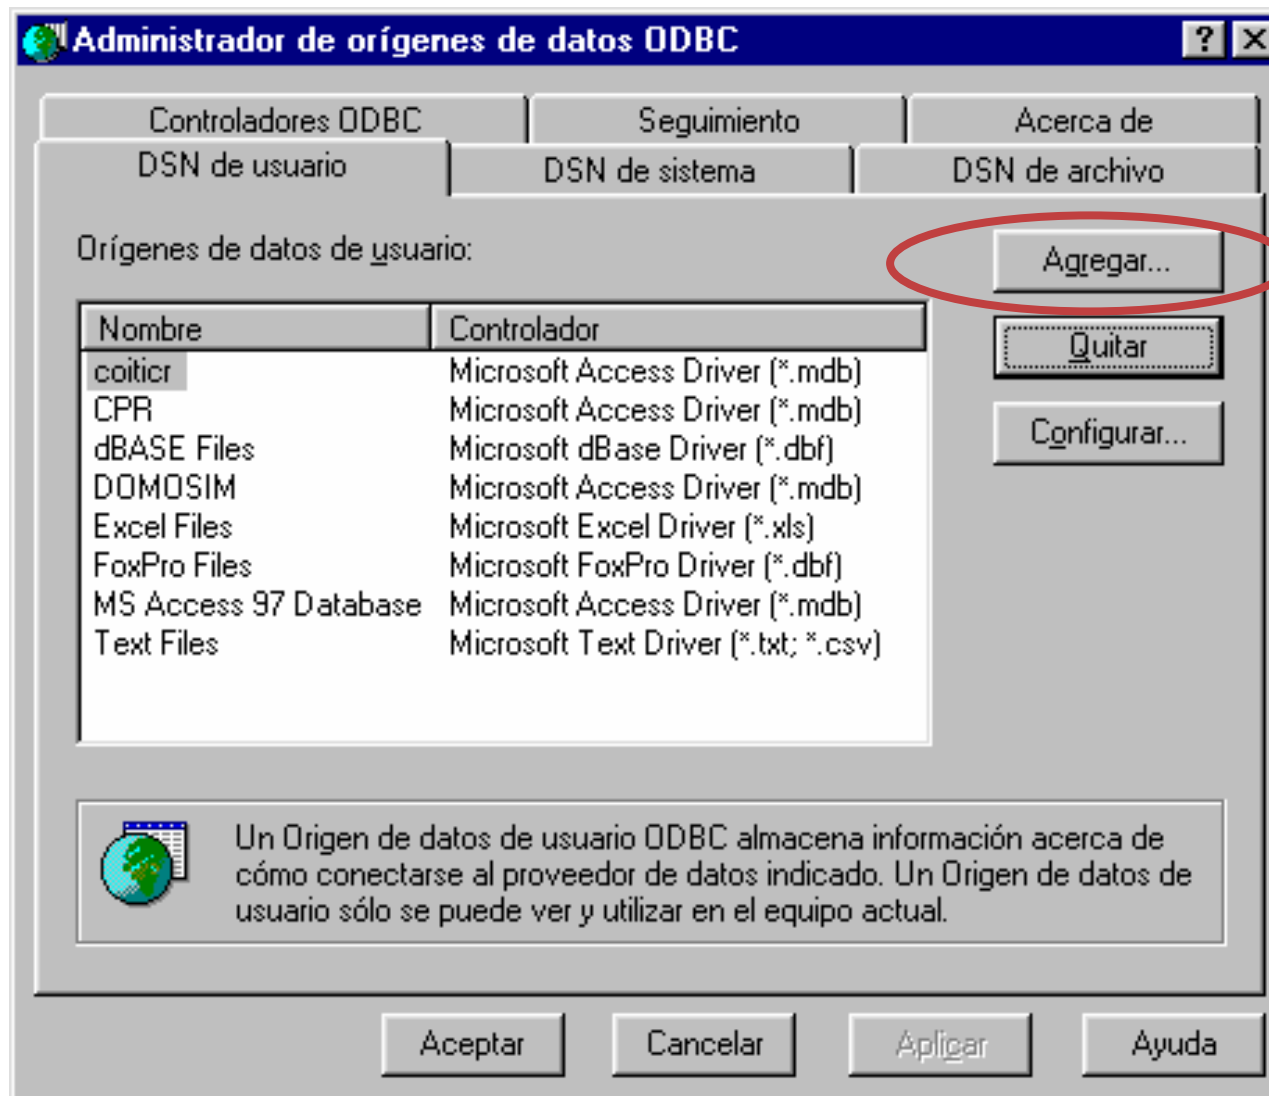 Administrador de orígenes de datos ODBC
Controladores ODBC Seguimiento Acerca de
DSN de usuario DSN de sistema DSN de archivo
Orígenes de datos de usuario:
Agregar...
Nombre Controlador
Quitar
coiticr Microsoft Access Driver (*.mdb)
CPR Microsoft Access Driver (*.mdb)
Configurar...
dBASE Files Microsoft dBase Driver (*.dbf)
DOMOSIM Microsoft Access Driver (*.mdb)
Excel Files Microsoft Excel Driver (*.xls)
FoxPro Files Microsoft FoxPro Driver (*.dbf)
MS Access 97 Database Microsoft Access Driver (*.mdb)
Text Files Microsoft Text Driver (*.txt; *.csv)
Un Origen de datos de usuario ODBC almacena información acerca de
cómo conectarse al proveedor de datos indicado. Un Origen de datos de
usuario sólo se puede ver y utilizar en el equipo actual.
Aceptar Cancelar Aplicar Ayuda